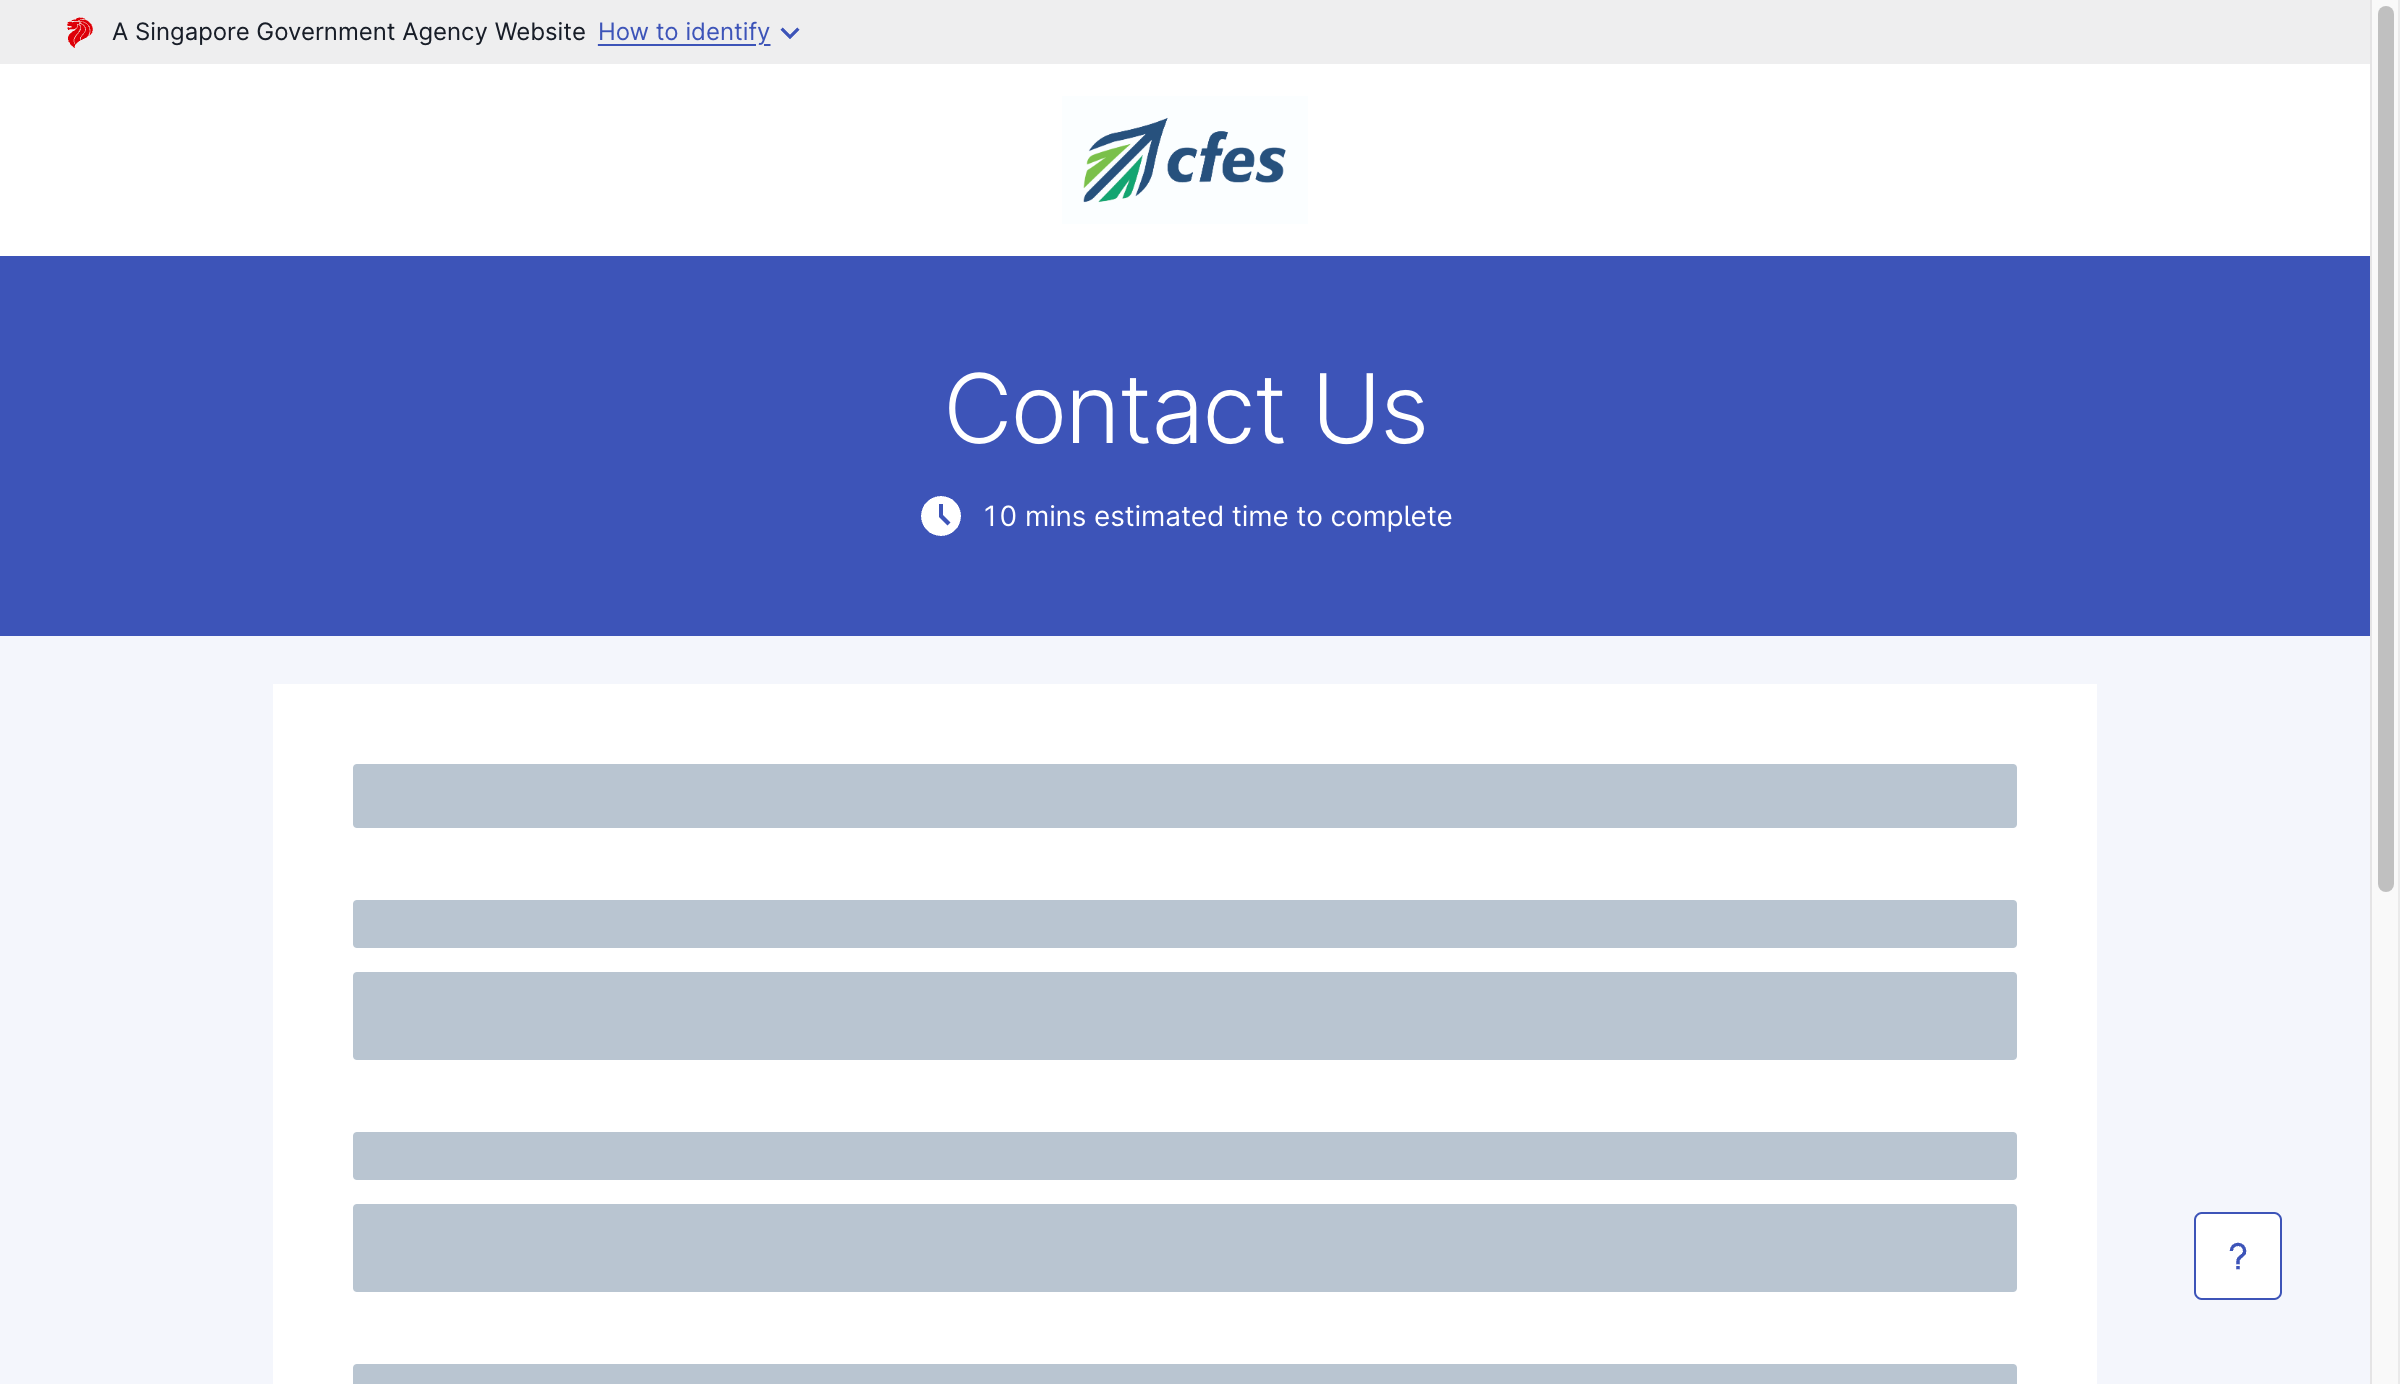 A Singapore Government Agency Website How to identify
cfes
Contact Us
10 mins estimated time to complete
?